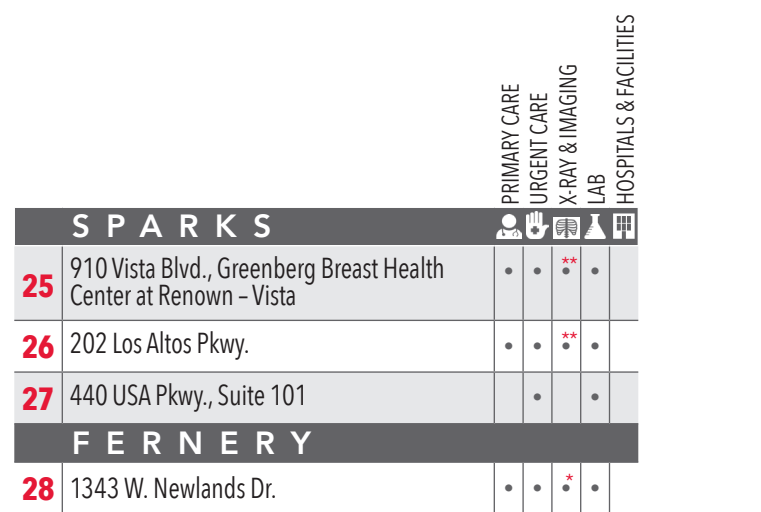 PRIMARY CARE
URGENT CARE
X-RAY & IMAGING
LAB
HOSPITALS & FACILITIES
SPARKS
25 910 Vista Blvd., Greenberg Breast Health
Center at Renown – Vista • • •** •
26 202 Los Altos Pkwy. • • •** •
27 440 USA Pkwy., Suite 101 • •
FERNERY
28 1343 W. Newlands Dr. • • •* •